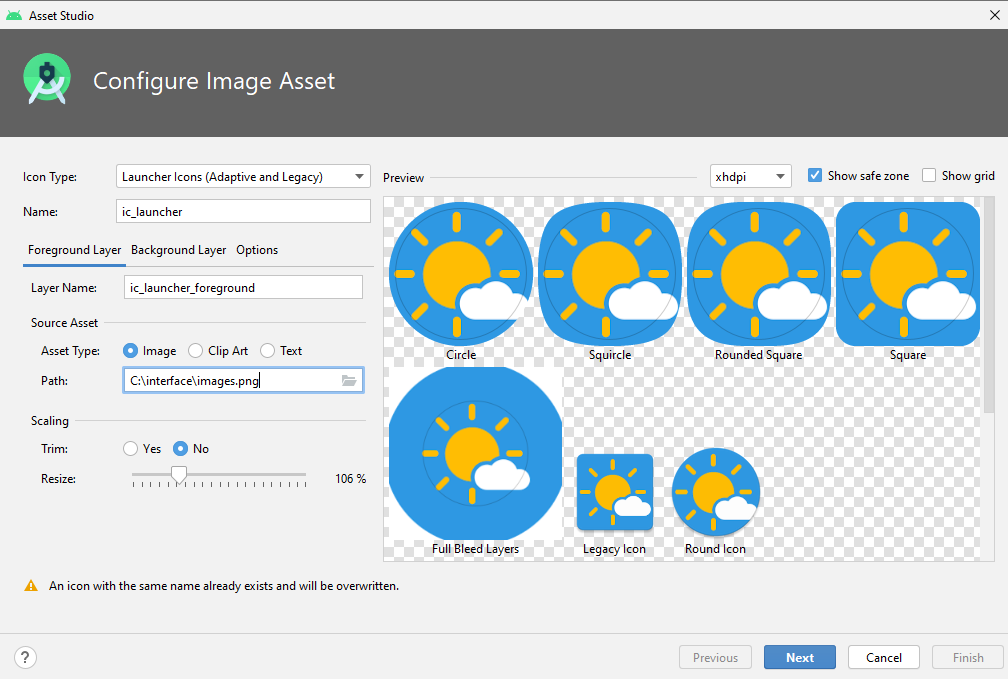 Asset Studio
Configure Image Asset
Icon Type: Launcher Icons (Adaptive and Legacy)
Name: ic_launcher
Foreground Layer Background Layer Options
Layer Name: ic_launcher_foreground
Source Asset
Asset Type: Image Clip Art Text
Path: C:\interface\images.png
Scaling
Trim: Yes No
Resize: 106 %
Preview xhdpi Show safe zone Show grid
Circle Squircle Rounded Square Square
Full Bleed Layers Legacy Icon Round Icon
An icon with the same name already exists and will be overwritten.
? Previous Next Cancel Finish